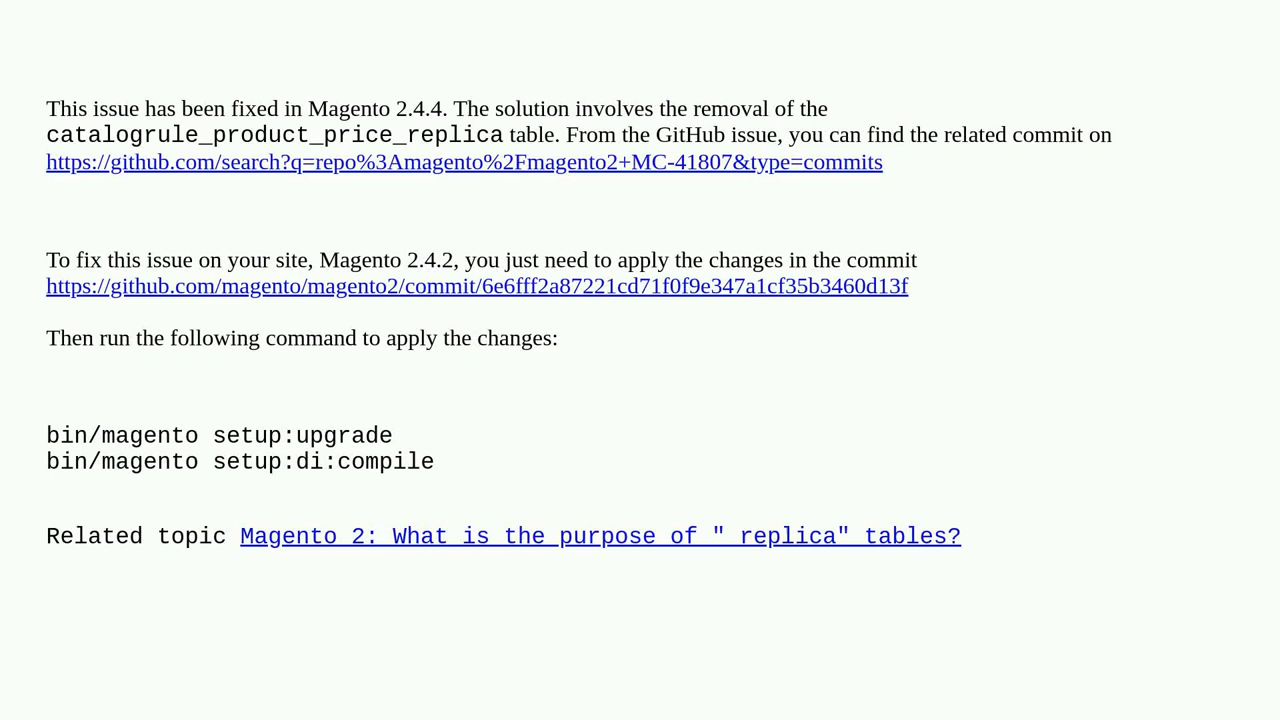 This issue has been fixed in Magento 2.4.4. The solution involves the removal of the
catalogrule_product_price_replica table. From the GitHub issue, you can find the related commit on
https://github.com/search?q=repo%3Amagento%2Fmagento2+MC-41807&type=commits
To fix this issue on your site, Magento 2.4.2, you just need to apply the changes in the commit
https://github.com/magento/magento2/commit/6e6fff2a87221cd71f0f9e347a1cf35b3460d13f
Then run the following command to apply the changes:
bin/magento setup:upgrade
bin/magento setup:di:compile
Related topic Magento 2: What is the purpose of "_replica" tables?